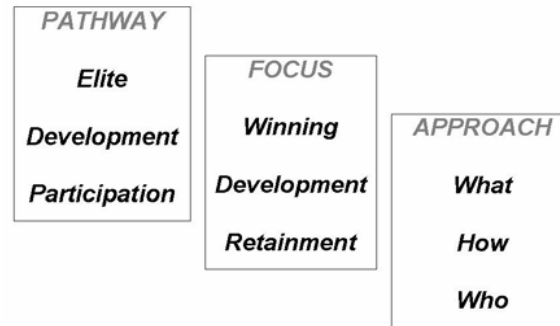 PATHWAY
Elite
Development
Participation
FOCUS
Winning
Development
Retainment
APPROACH
What
How
Who